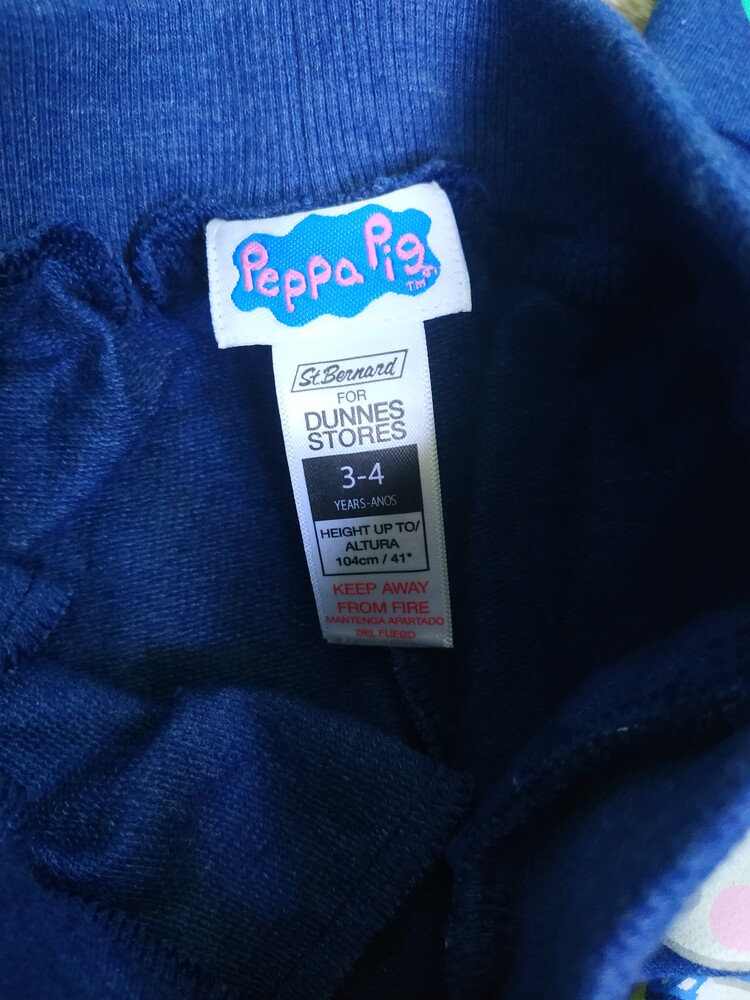 Peppa Pig
TM
St. Bernard
FOR
DUNNES
STORES
3-4
YEARS-ANOS
HEIGHT UP TO/
ALTURA
104cm / 41"
KEEP AWAY
FROM FIRE
MANTENGA APARTADO
DEL FUEGO